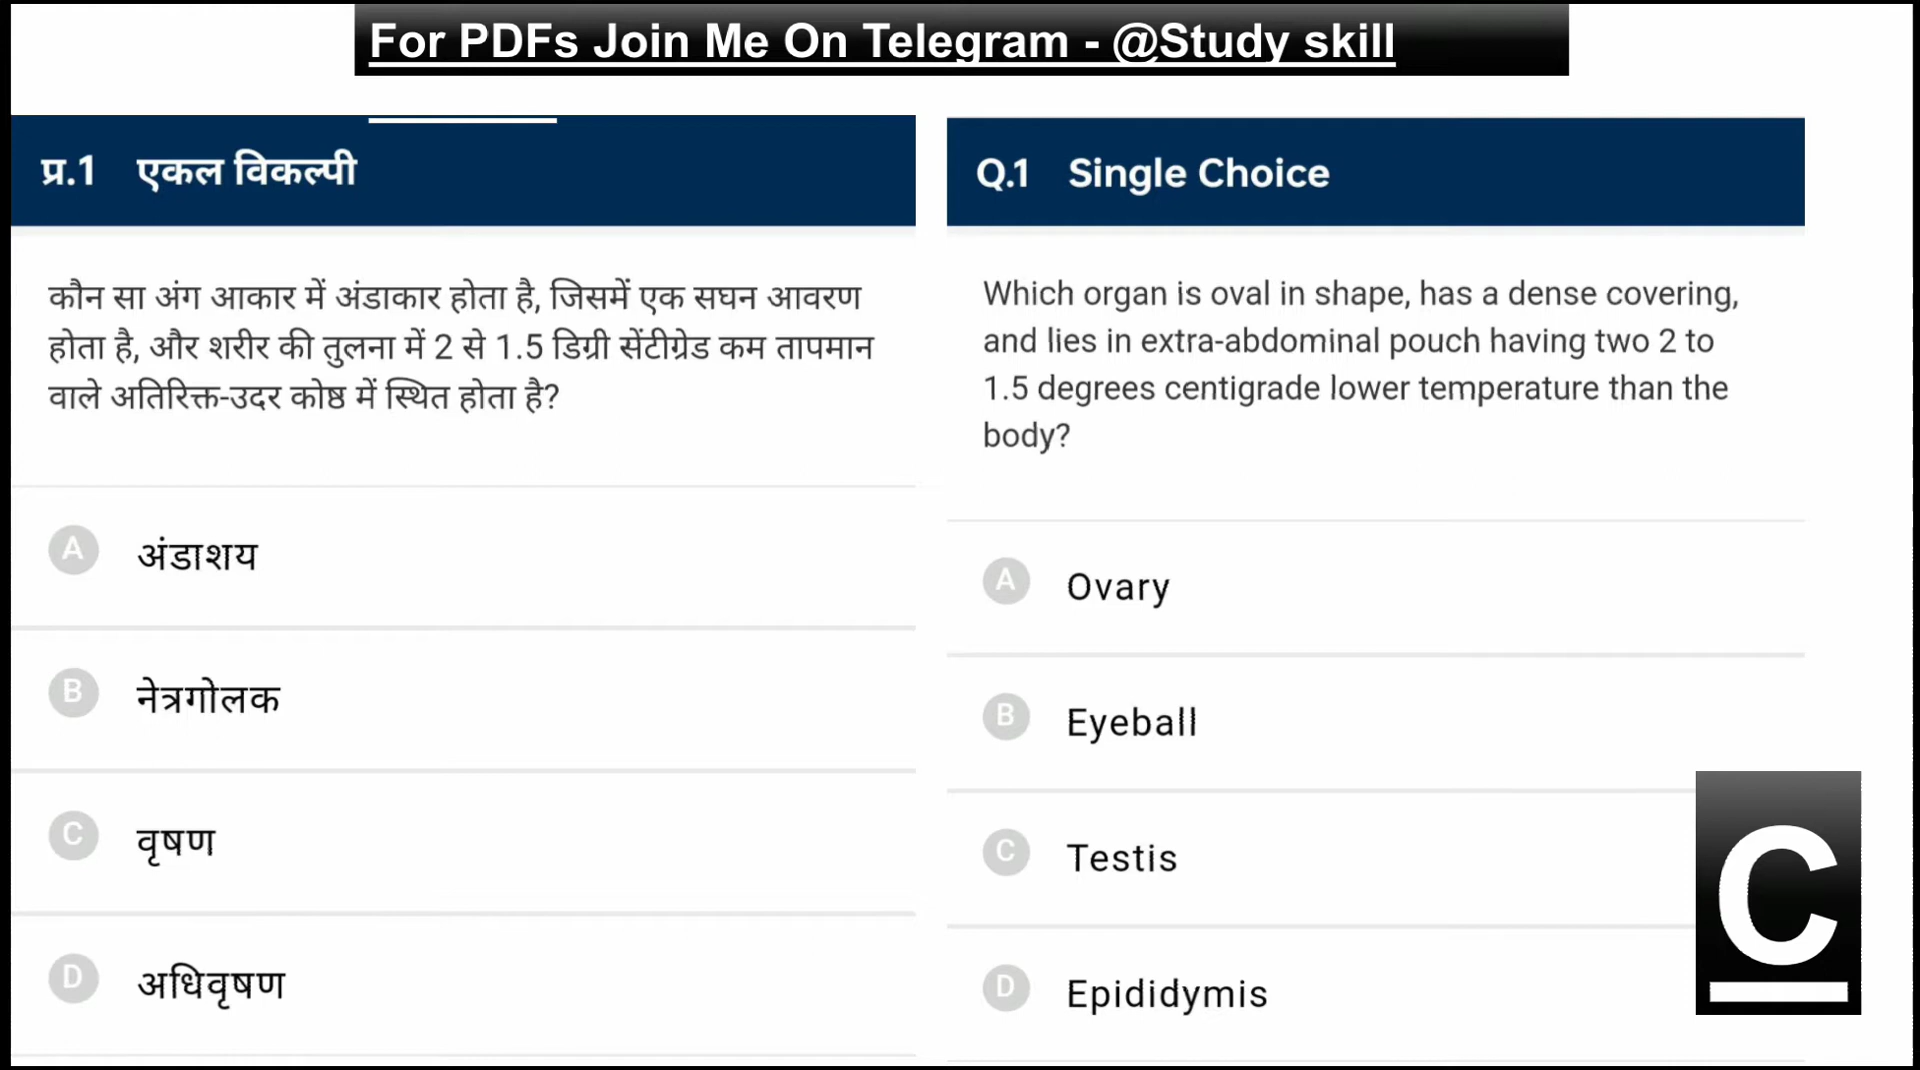 For PDFs Join Me On Telegram - @Study skill
प्र.1 एकल विकल्पी
कौन सा अंग आकार में अंडाकार होता है, जिसमें एक सघन आवरण
होता है, और शरीर की तुलना में 2 से 1.5 डिग्री सेंटीग्रेड कम तापमान
वाले अतिरिक्त-उदर कोष्ठ में स्थित होता है?
A अंडाशय
B नेत्रगोलक
C वृषण
D अधिवृषण
Q.1 Single Choice
Which organ is oval in shape, has a dense covering,
and lies in extra-abdominal pouch having two 2 to
1.5 degrees centigrade lower temperature than the
body?
A Ovary
B Eyeball
C Testis
D Epididymis
C